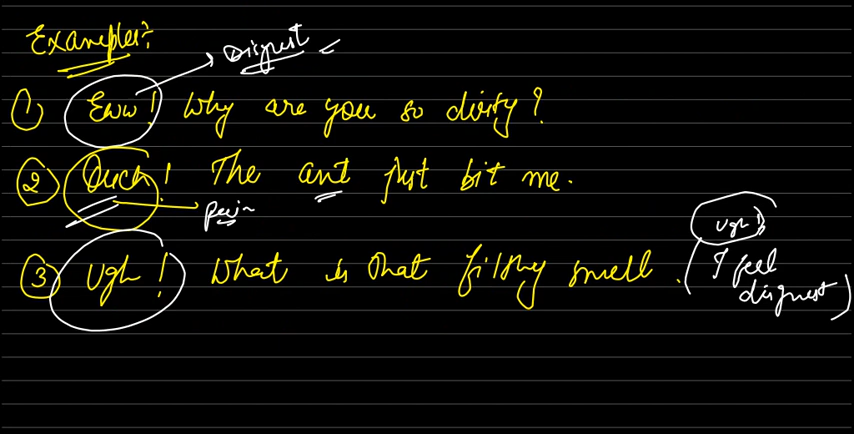 Examples:
Disgust
① Eww! Why are you so dirty?
② Ouch! The ant just bit me.
pain
Ugh!
③ Ugh! What is that filthy smell. (I feel
disgust)